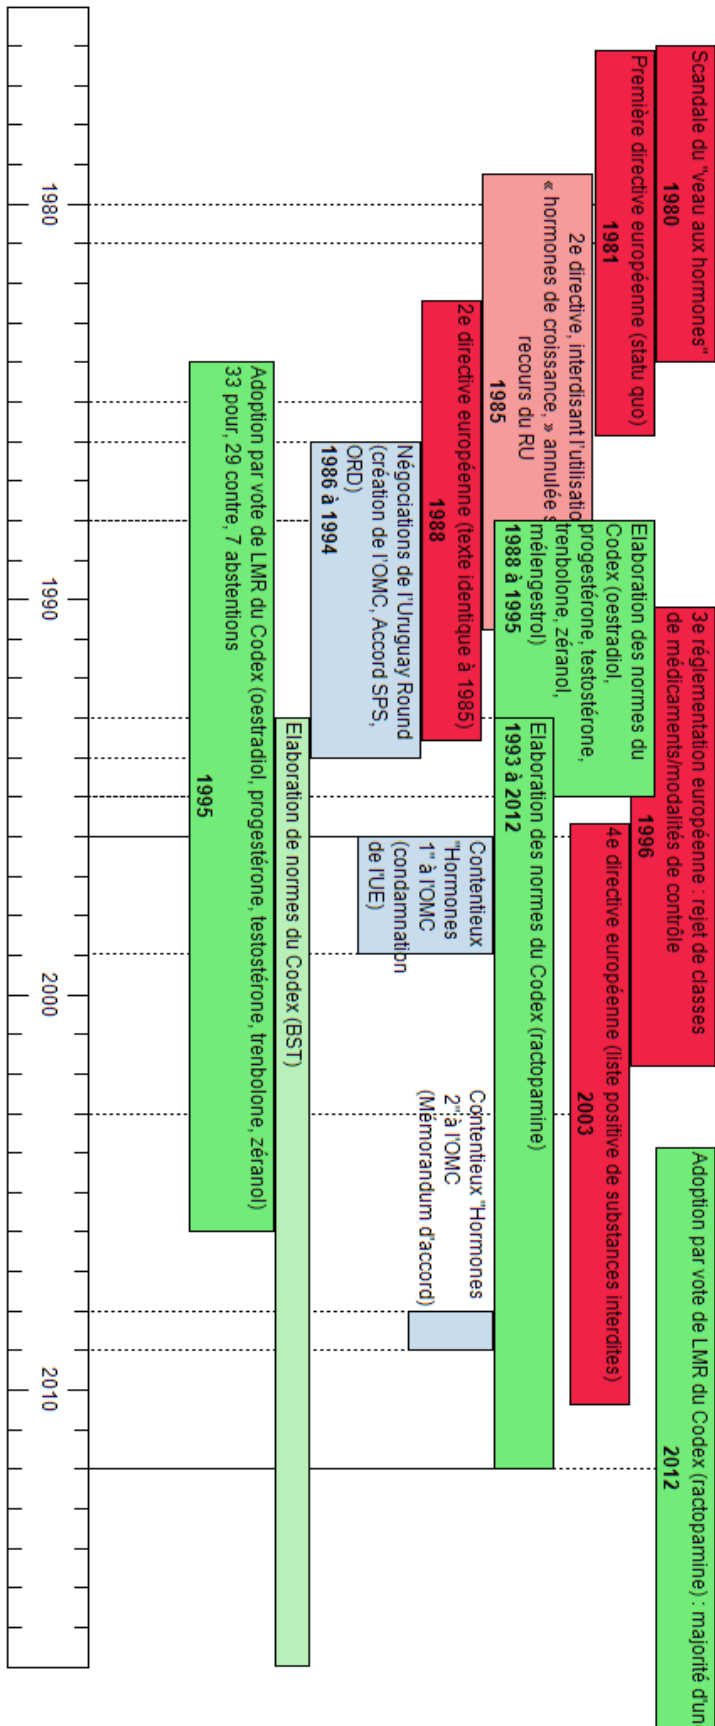 Scandale du "veau aux hormones"
1980
Première directive européenne (statu quo)
1981
2e directive, interdisant l'utilisatio
« hormones de croissance, » annulée s
recours du RU
1985
2e directive européenne (texte identique à 1985)
1988
Négociations de l'Uruguay Round
(création de l'OMC, Accord SPS,
ORD)
1986 à 1994
Adoption par vote de LMR du Codex (oestradiol, progestérone, testostérone, trenbolone, zéranol)
33 pour, 29 contre, 7 abstentions
1995
3e réglementation européenne : rejet de classes
de médicaments/modalités de contrôle
1996
Elaboration des normes du
Codex (oestradiol,
progestérone, testostérone,
trenbolone, zéranol,
mélengestrol)
1988 à 1995
4e directive européenne (liste positive de substances interdites)
2003
Elaboration des normes du Codex (ractopamine)
1993 à 2012
Contentieux
"Hormones
1" à l'OMC
(condamnation
de l'UE)
Elaboration de normes du Codex (BST)
Contentieux "Hormones
2" à l'OMC
(Mémorandum d'accord)
Adoption par vote de LMR du Codex (ractopamine) : majorité d'un
2012
1980
1990
2000
2010